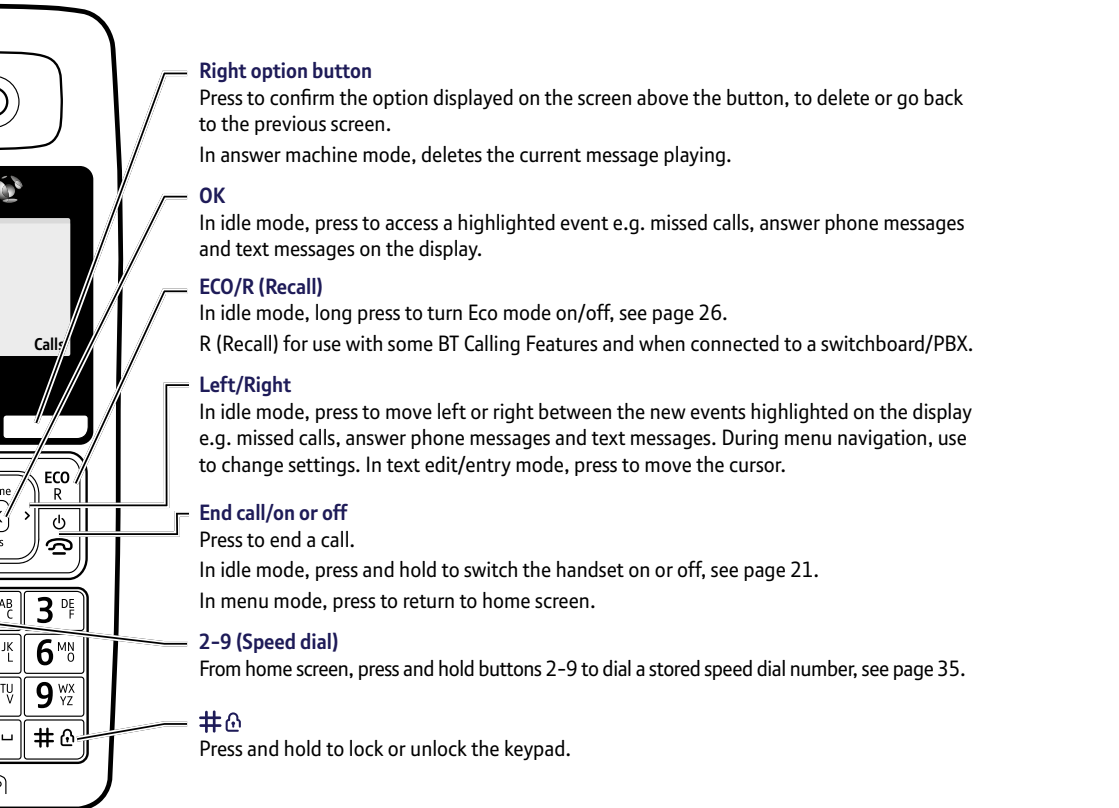 Right option button
Press to confirm the option displayed on the screen above the button, to delete or go back
to the previous screen.
In answer machine mode, deletes the current message playing.
OK
In idle mode, press to access a highlighted event e.g. missed calls, answer phone messages
and text messages on the display.
ECO/R (Recall)
In idle mode, long press to turn Eco mode on/off, see page 26.
R (Recall) for use with some BT Calling Features and when connected to a switchboard/PBX.
Calls
Left/Right
In idle mode, press to move left or right between the new events highlighted on the display
e.g. missed calls, answer phone messages and text messages. During menu navigation, use
to change settings. In text edit/entry mode, press to move the cursor.
ECO
R
End call/on or off
Press to end a call.
In idle mode, press and hold to switch the handset on or off, see page 21.
In menu mode, press to return to home screen.
3 DEF
2-9 (Speed dial)
From home screen, press and hold buttons 2-9 to dial a stored speed dial number, see page 35.
6 MNO
9 WXYZ
#
#
Press and hold to lock or unlock the keypad.